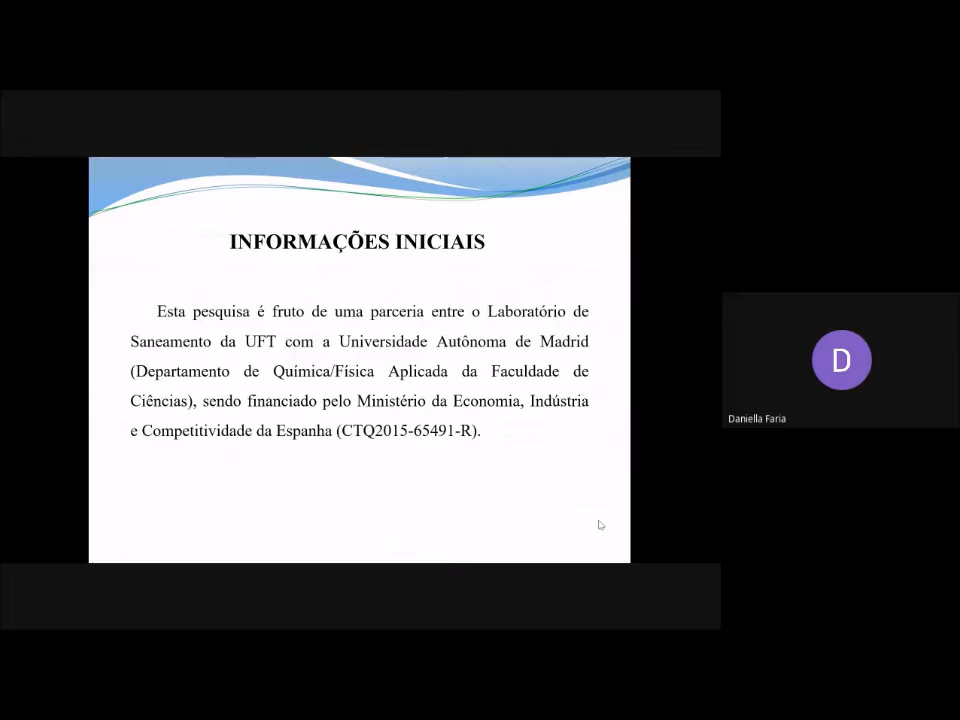 INFORMAÇÕES INICIAIS
Esta pesquisa é fruto de uma parceria entre o Laboratório de
Saneamento da UFT com a Universidade Autônoma de Madrid
(Departamento de Química/Física Aplicada da Faculdade de
Ciências), sendo financiado pelo Ministério da Economia, Indústria
e Competitividade da Espanha (CTQ2015-65491-R).
D
Daniella Faria